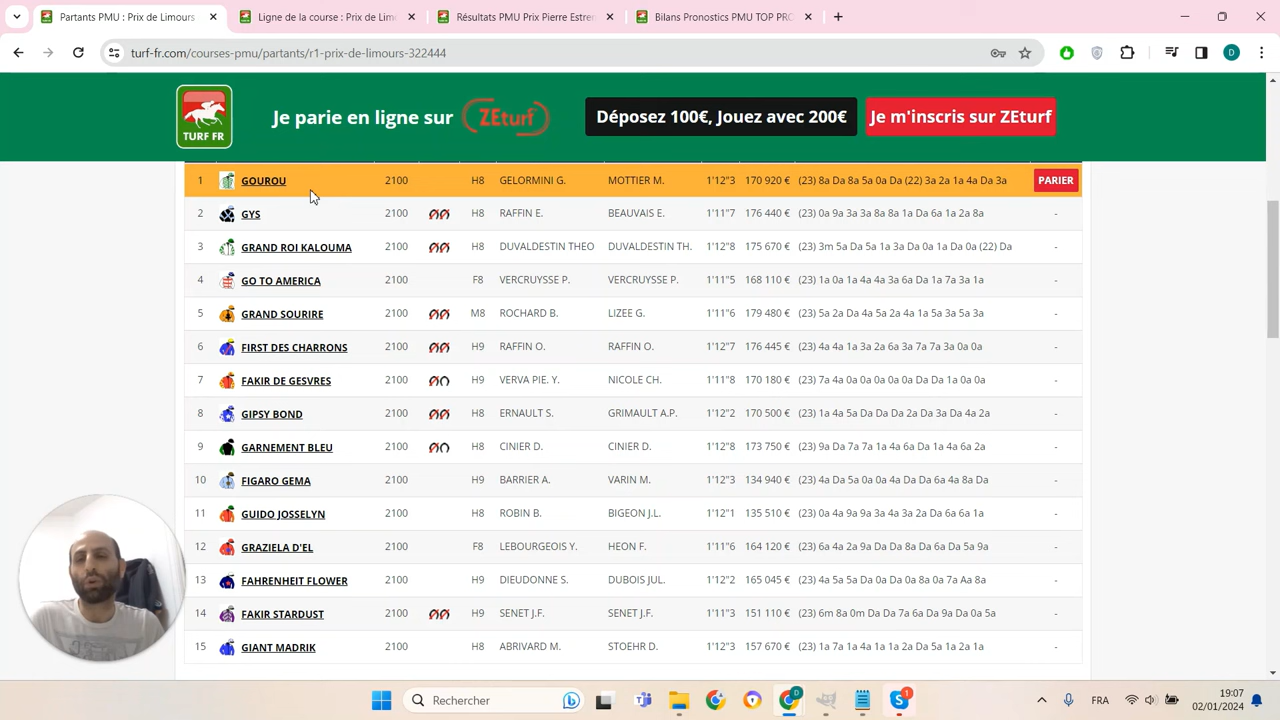 Partants PMU : Prix de Limours
Ligne de la course : Prix de Lim
Résultats PMU Prix Pierre Estrem
Bilans Pronostics PMU TOP PRO
turf-fr.com/courses-pmu/partants/r1-prix-de-limours-322444
D
TURF FR
Je parie en ligne sur ZEturf
Déposez 100€, Jouez avec 200€
Je m'inscris sur ZEturf
1 GOUROU 2100 H8 GELORMINI G. MOTTIER M. 1'12"3 170 920 € (23) 8a Da 8a 5a 0a Da (22) 3a 2a 1a 4a Da 3a PARIER
2 GYS 2100 H8 RAFFIN E. BEAUVAIS E. 1'11"7 176 440 € (23) 0a 9a 3a 3a 8a 8a 1a Da 6a 1a 2a 8a -
3 GRAND ROI KALOUMA 2100 H8 DUVALDESTIN THEO DUVALDESTIN TH. 1'12"8 175 670 € (23) 3m 5a Da 5a 1a 3a Da 0a 1a Da 0a (22) Da -
4 GO TO AMERICA 2100 F8 VERCRUYSSE P. VERCRUYSSE P. 1'11"5 168 110 € (23) 1a 0a 1a 4a 4a 3a 6a Da 1a 7a 3a 1a -
5 GRAND SOURIRE 2100 M8 ROCHARD B. LIZEE G. 1'11"6 179 480 € (23) 5a 2a Da 4a 5a 2a 4a 1a 5a 3a 5a 3a -
6 FIRST DES CHARRONS 2100 H9 RAFFIN O. RAFFIN O. 1'12"7 176 445 € (23) 4a 4a 1a 3a 2a 6a 3a 7a 7a 3a 0a 0a -
7 FAKIR DE GESVRES 2100 H9 VERVA PIE. Y. NICOLE CH. 1'11"8 170 180 € (23) 7a 4a 0a 0a 0a 0a 0a Da Da 1a 0a 0a -
8 GIPSY BOND 2100 H8 ERNAULT S. GRIMAULT A.P. 1'12"2 170 500 € (23) 1a 4a 5a Da Da Da 2a Da 3a Da 4a 2a -
9 GARNEMENT BLEU 2100 H8 CINIER D. CINIER D. 1'12"8 173 750 € (23) 9a Da 7a 7a 1a 4a 6a Da 1a 4a 6a 2a -
10 FIGARO GEMA 2100 H9 BARRIER A. VARIN M. 1'12"3 134 940 € (23) 4a Da 5a 0a 0a 4a Da Da 6a 4a 8a Da -
11 GUIDO JOSSELYN 2100 H8 ROBIN B. BIGEON J.L. 1'12"1 135 510 € (23) 0a 4a 9a 9a 3a 4a 3a 2a Da 6a 6a 1a -
12 GRAZIELA D'EL 2100 F8 LEBOURGEOIS Y. HEON F. 1'11"6 164 120 € (23) 6a 4a 2a 9a Da Da 8a Da 6a Da 5a 9a -
13 FAHRENHEIT FLOWER 2100 H9 DIEUDONNE S. DUBOIS JUL. 1'12"2 165 045 € (23) 4a 5a 5a Da 0a Da 0a 8a 8a 7a Aa 8a -
14 FAKIR STARDUST 2100 H9 SENET J.F. SENET J.F. 1'11"3 151 110 € (23) 6m 8a 0m Da Da 7a 6a Da 9a Da 0a 5a -
15 GIANT MADRIK 2100 H8 ABRIVARD M. STOEHR D. 1'12"3 157 670 € (23) 1a 7a 1a 4a 1a 1a 2a Da 5a 1a 2a 1a -
Rechercher
FRA
19:07
02/01/2024